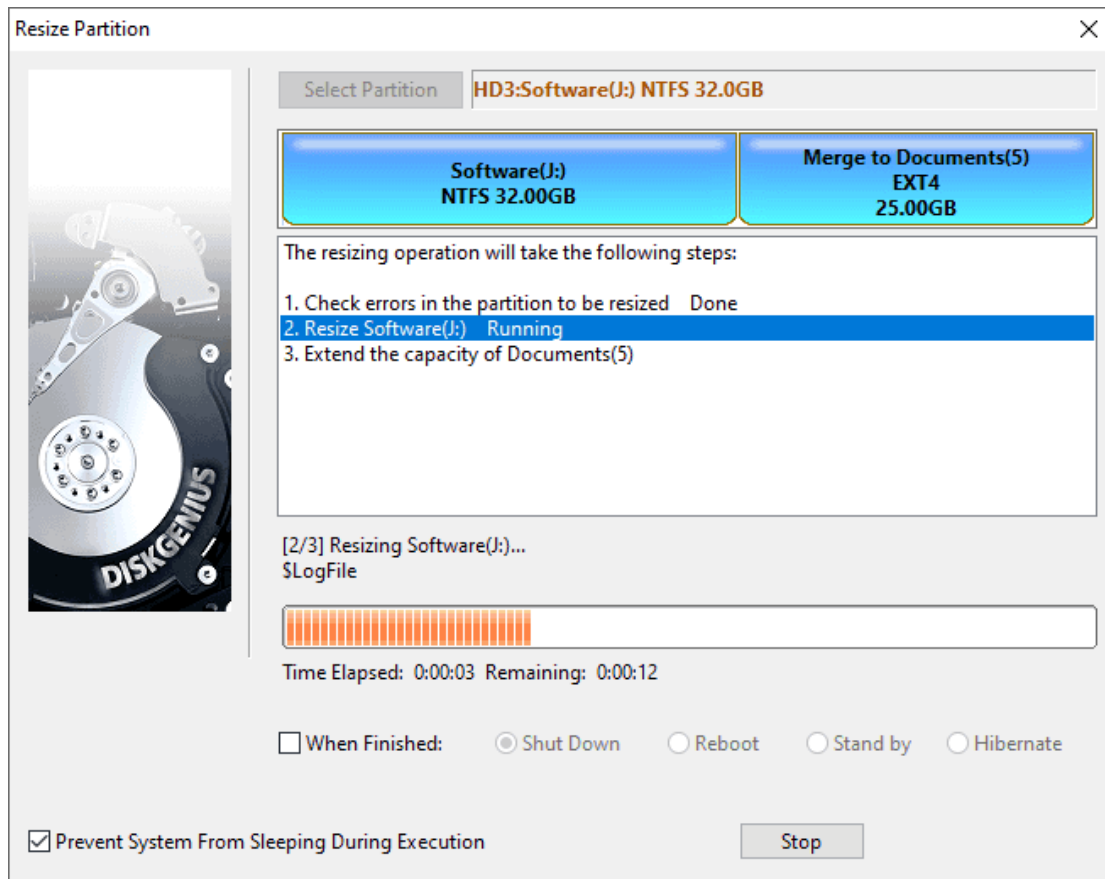 Resize Partition
Select Partition
HD3:Software(J:) NTFS 32.0GB
Software(J:)
NTFS 32.00GB
Merge to Documents(5)
EXT4
25.00GB
The resizing operation will take the following steps:
1. Check errors in the partition to be resized    Done
2. Resize Software(J:)    Running
3. Extend the capacity of Documents(5)
DISKGENIUS
[2/3] Resizing Software(J:)...
$LogFile
Time Elapsed:  0:00:03  Remaining:  0:00:12
When Finished:
Shut Down
Reboot
Stand by
Hibernate
Prevent System From Sleeping During Execution
Stop